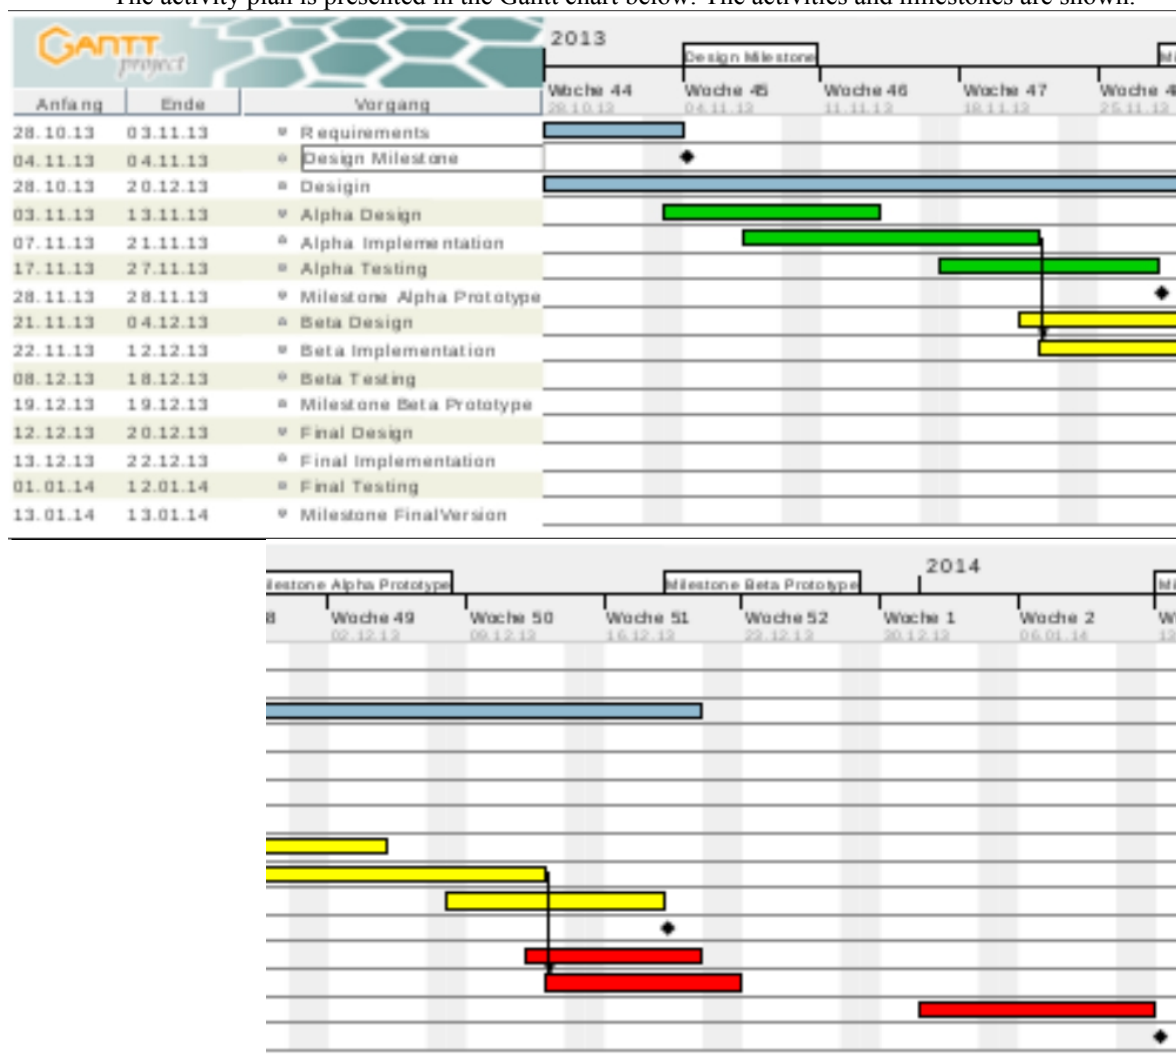 The activity plan is presented in the Gantt chart below. The activities and milestones are shown.
GANTT
project
2013
Design Milestone
Woche 44 Woche 45 Woche 46 Woche 47 Woche
28.10.13 04.11.13 11.11.13 18.11.13 25.11.13
Anfang Ende Vorgang
28.10.13 03.11.13 Requirements
04.11.13 04.11.13 Design Milestone
28.10.13 20.12.13 Desigin
03.11.13 13.11.13 Alpha Design
07.11.13 21.11.13 Alpha Implementation
17.11.13 27.11.13 Alpha Testing
28.11.13 28.11.13 Milestone Alpha Prototype
21.11.13 04.12.13 Beta Design
22.11.13 12.12.13 Beta Implementation
08.12.13 18.12.13 Beta Testing
19.12.13 19.12.13 Milestone Beta Prototype
12.12.13 20.12.13 Final Design
13.12.13 22.12.13 Final Implementation
01.01.14 12.01.14 Final Testing
13.01.14 13.01.14 Milestone FinalVersion
2014
lestone Alpha Prototype Milestone Beta Prototype Mi
8 Woche 49 Woche 50 Woche 51 Woche 52 Woche 1 Woche 2 W
02.12.13 09.12.13 16.12.13 23.12.13 30.12.13 06.01.14 13